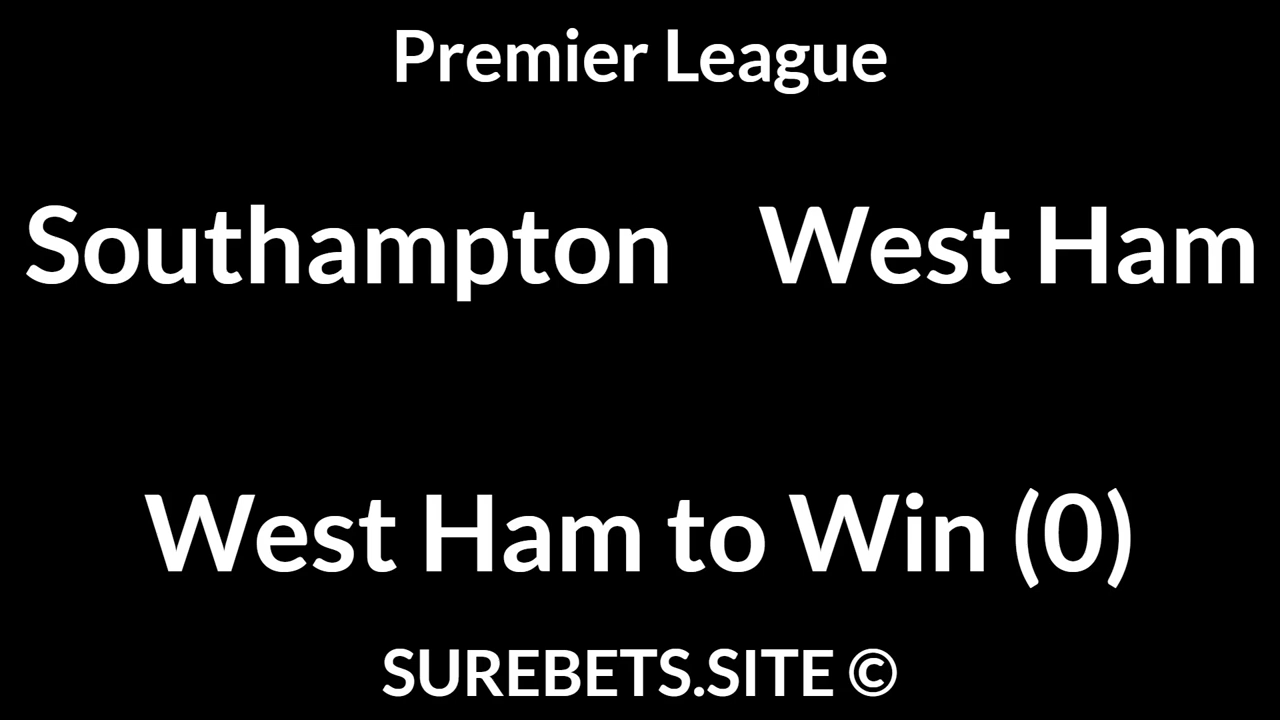 Premier League
Southampton West Ham
West Ham to Win (0)
SUREBETS.SITE ©